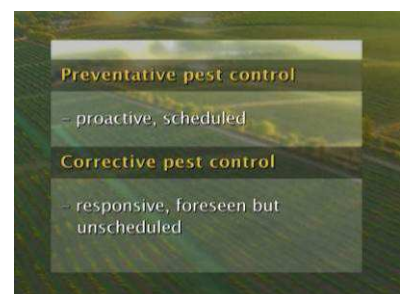 Preventative pest control
– proactive, scheduled
Corrective pest control
– responsive, foreseen but
unscheduled